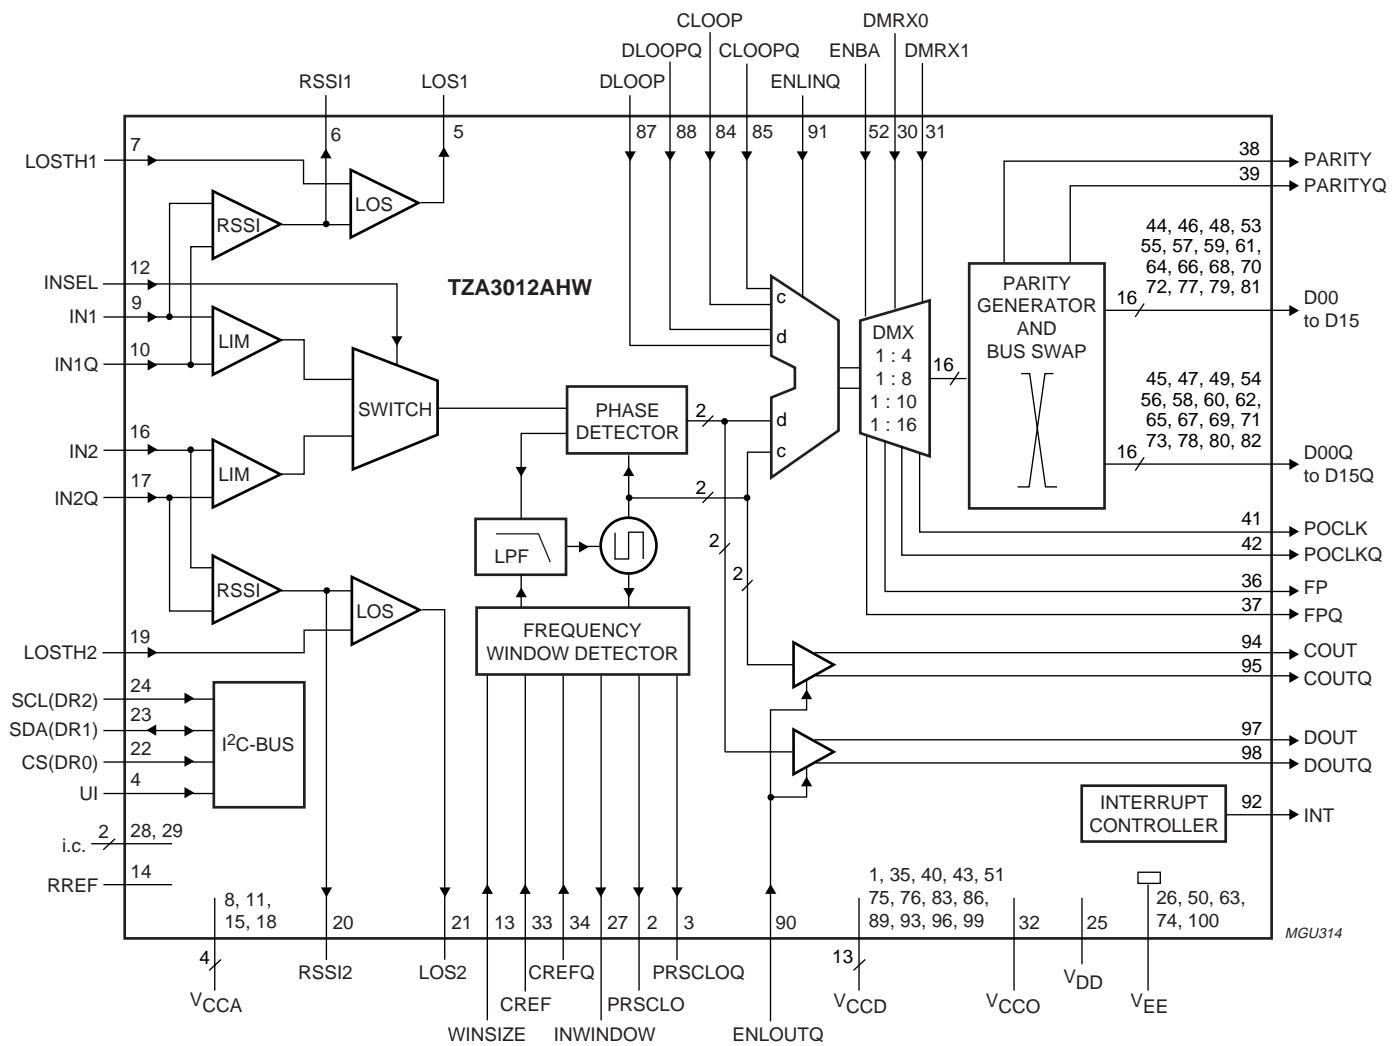 CLOOP
DMRX0
DLOOPQ
CLOOPQ
ENBA
DMRX1
RSSI1
LOS1
DLOOP
ENLINQ
7
6
5
87
88
84
85
91
52
30
31
38
PARITY
39
PARITYQ
LOSTH1
LOS
RSSI
44, 46, 48, 53
55, 57, 59, 61,
64, 66, 68, 70
72, 77, 79, 81
12
INSEL
TZA3012AHW
PARITY
GENERATOR
AND
BUS SWAP
16
D00
to D15
9
IN1
LIM
c
d
DMX
1 : 4
1 : 8
1 : 10
1 : 16
16
10
IN1Q
45, 47, 49, 54
56, 58, 60, 62,
65, 67, 69, 71
73, 78, 80, 82
SWITCH
PHASE
DETECTOR
2
d
c
16
IN2
LIM
16
D00Q
to D15Q
17
IN2Q
2
41
POCLK
42
POCLKQ
LPF
2
2
36
FP
37
FPQ
RSSI
LOS
FREQUENCY
WINDOW DETECTOR
19
LOSTH2
94
COUT
95
COUTQ
24
SCL(DR2)
23
SDA(DR1)
I2C-BUS
22
CS(DR0)
4
UI
97
DOUT
98
DOUTQ
INTERRUPT
CONTROLLER
92
INT
2
28, 29
i.c.
14
RREF
8, 11,
15, 18
20
21
13
33
34
27
2
3
90
1, 35, 40, 43, 51
75, 76, 83, 86,
89, 93, 96, 99
32
25
26, 50, 63,
74, 100
MGU314
4
VCCA
RSSI2
LOS2
CREFQ
PRSCLOQ
13
VCCD
VCCO
VDD
VEE
CREF
PRSCLO
WINSIZE
INWINDOW
ENLOUTQ